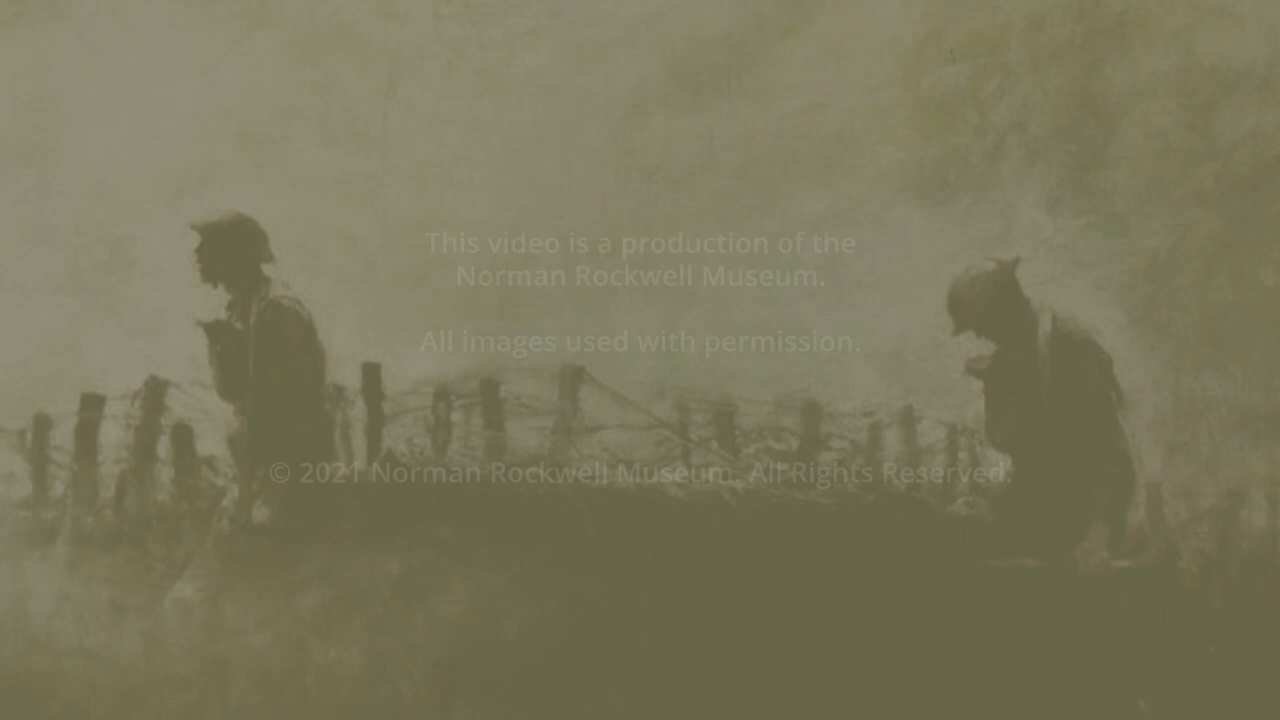 This video is a production of the
Norman Rockwell Museum.
All images used with permission.
© 2021 Norman Rockwell Museum. All Rights Reserved.